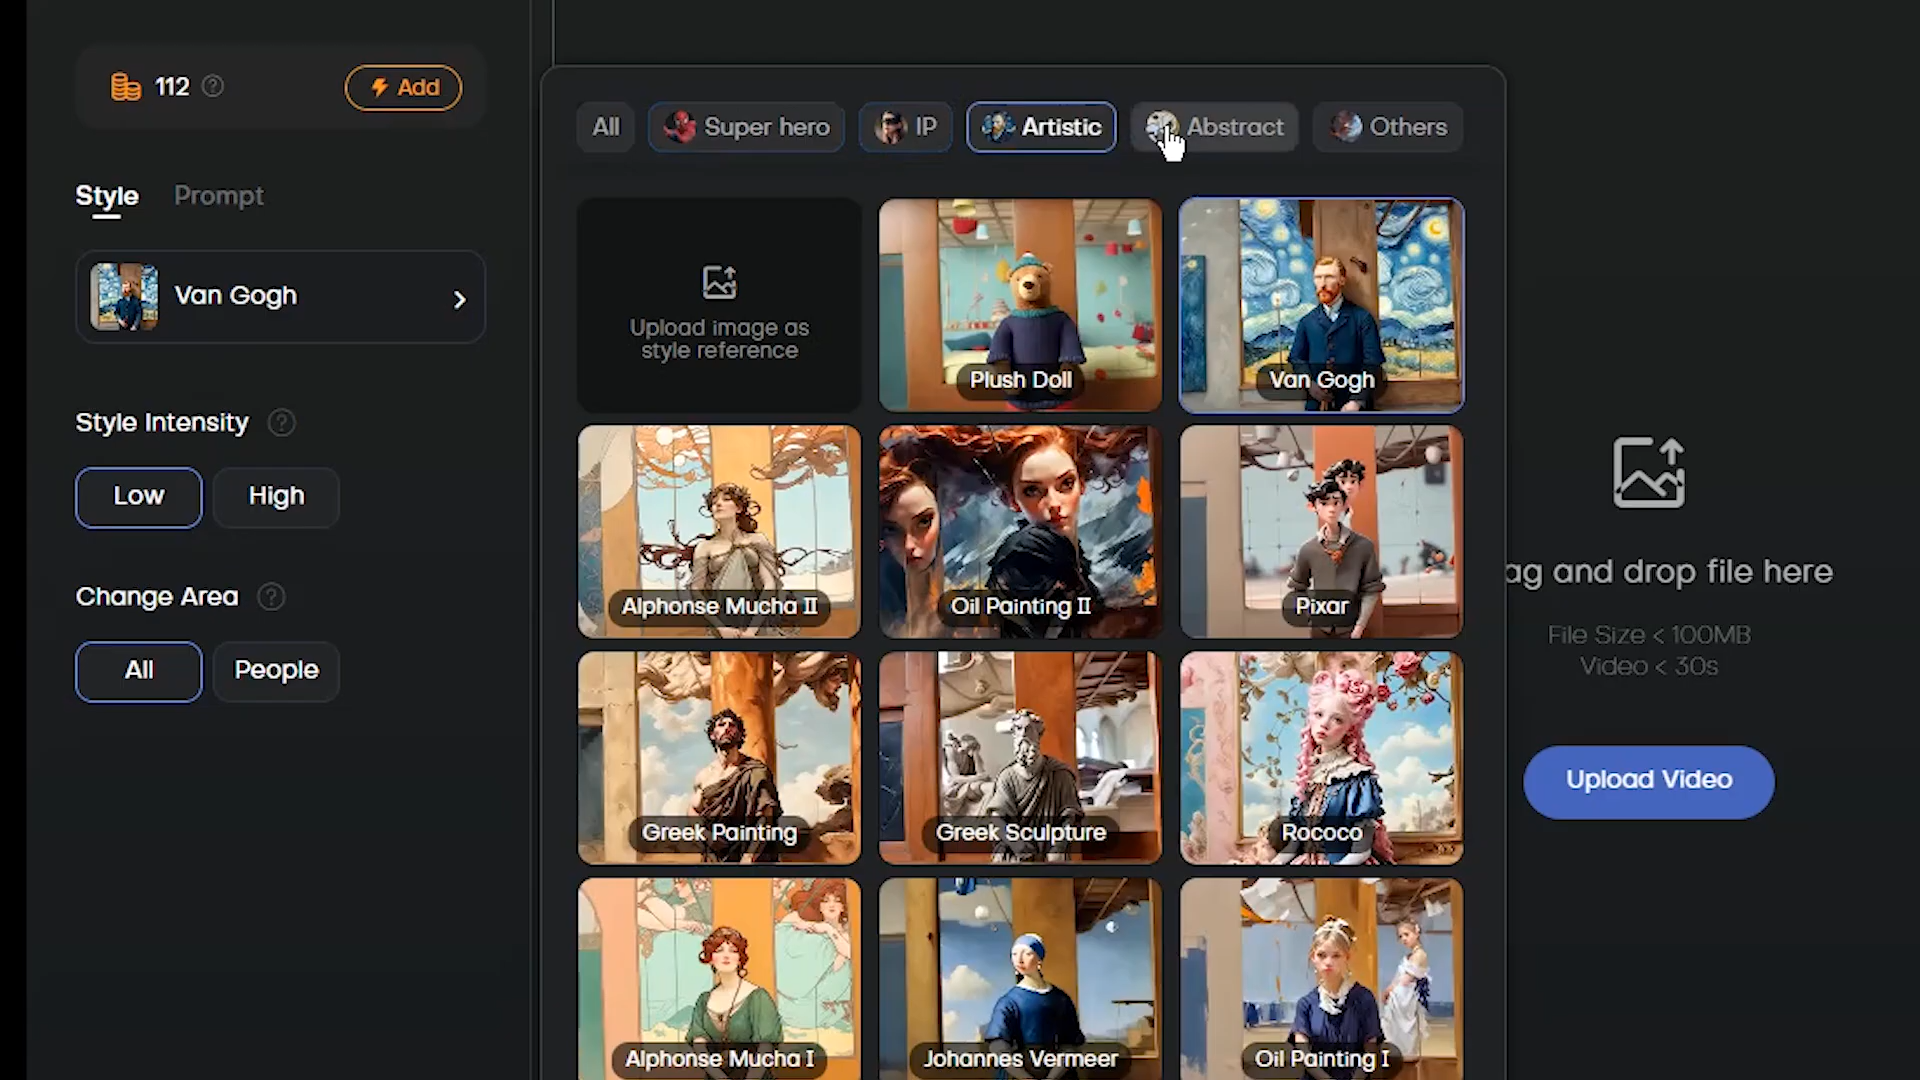 112
Add
Style
Prompt
Van Gogh
Style Intensity
Low
High
Change Area
All
People
All
Super hero
IP
Artistic
Abstract
Others
Upload image as
style reference
Plush Doll
Van Gogh
Alphonse Mucha II
Oil Painting II
Pixar
Greek Painting
Greek Sculpture
Rococo
Alphonse Mucha I
Johannes Vermeer
Oil Painting I
ag and drop file here
File Size < 100MB
Video < 30s
Upload Video